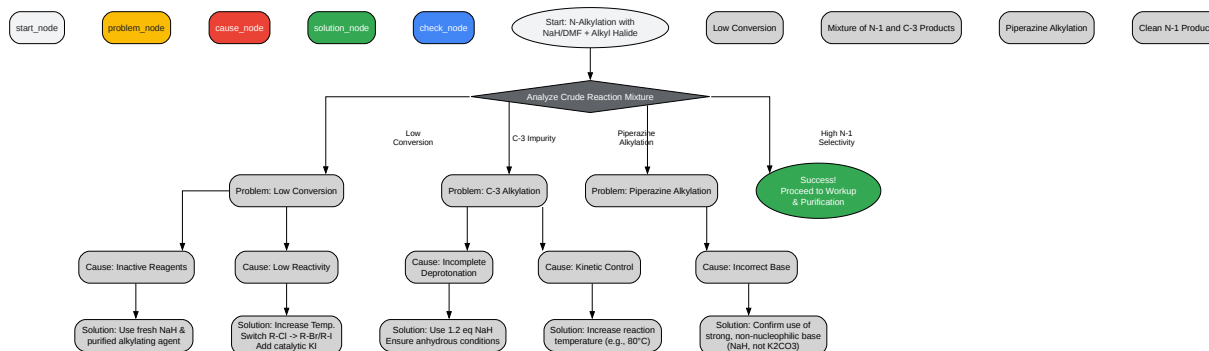 start_node
problem_node
cause_node
solution_node
check_node
Start: N-Alkylation with
NaH/DMF + Alkyl Halide
Low Conversion
Mixture of N-1 and C-3 Products
Piperazine Alkylation
Clean N-1 Produc
Analyze Crude Reaction Mixture
Low
Conversion
C-3 Impurity
Piperazine
Alkylation
High N-1
Selectivity
Problem: Low Conversion
Problem: C-3 Alkylation
Problem: Piperazine Alkylation
Success!
Proceed to Workup
& Purification
Cause: Inactive Reagents
Cause: Low Reactivity
Cause: Incomplete
Deprotonation
Cause: Kinetic Control
Cause: Incorrect Base
Solution: Use fresh NaH &
purified alkylating agent
Solution: Increase Temp.
Switch R-Cl -> R-Br/R-I
Add catalytic KI
Solution: Use 1.2 eq NaH
Ensure anhydrous conditions
Solution: Increase reaction
temperature (e.g., 80°C)
Solution: Confirm use of
strong, non-nucleophilic base
(NaH, not K2CO3)